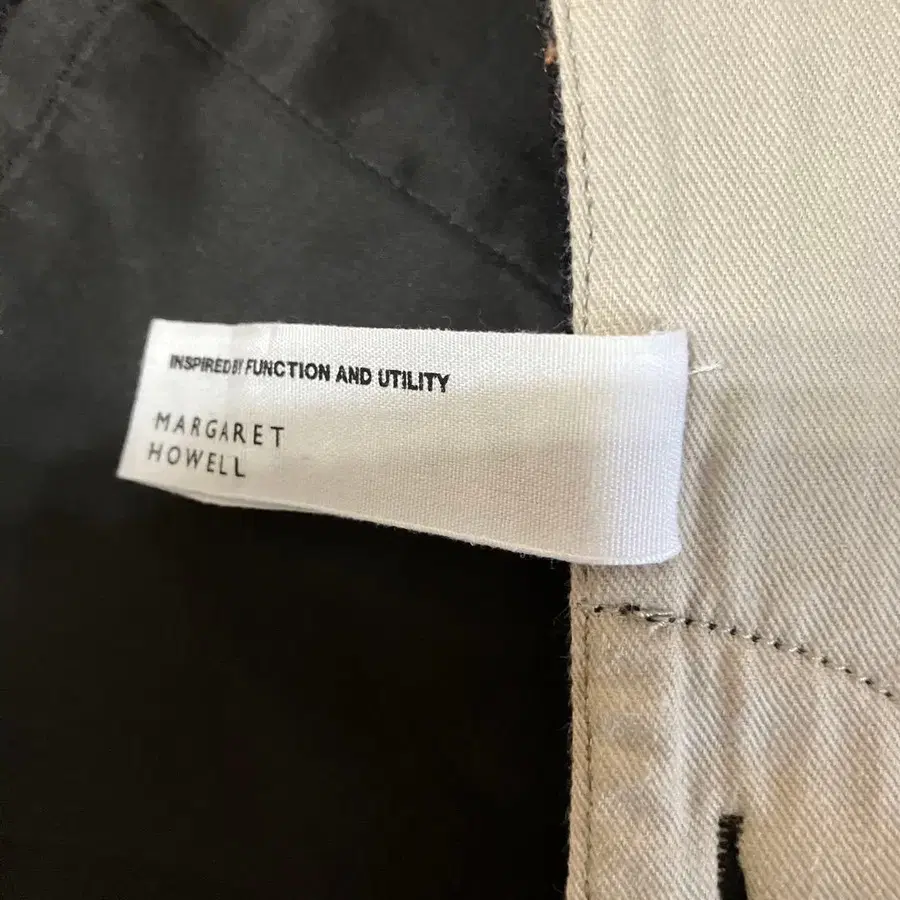 INSPIRED BY FUNCTION AND UTILITY
MARGARET
HOWELL